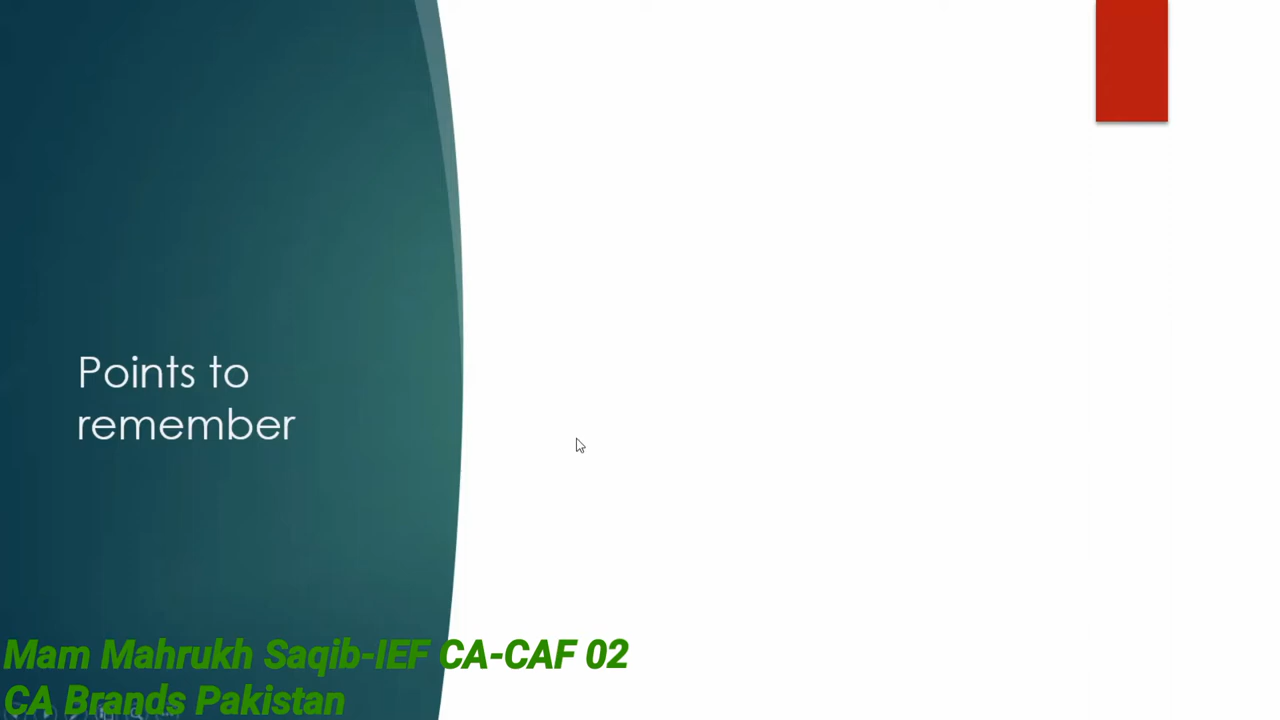 Points to
remember
Mam Mahrukh Saqib-IEF CA-CAF 02
CA Brands Pakistan